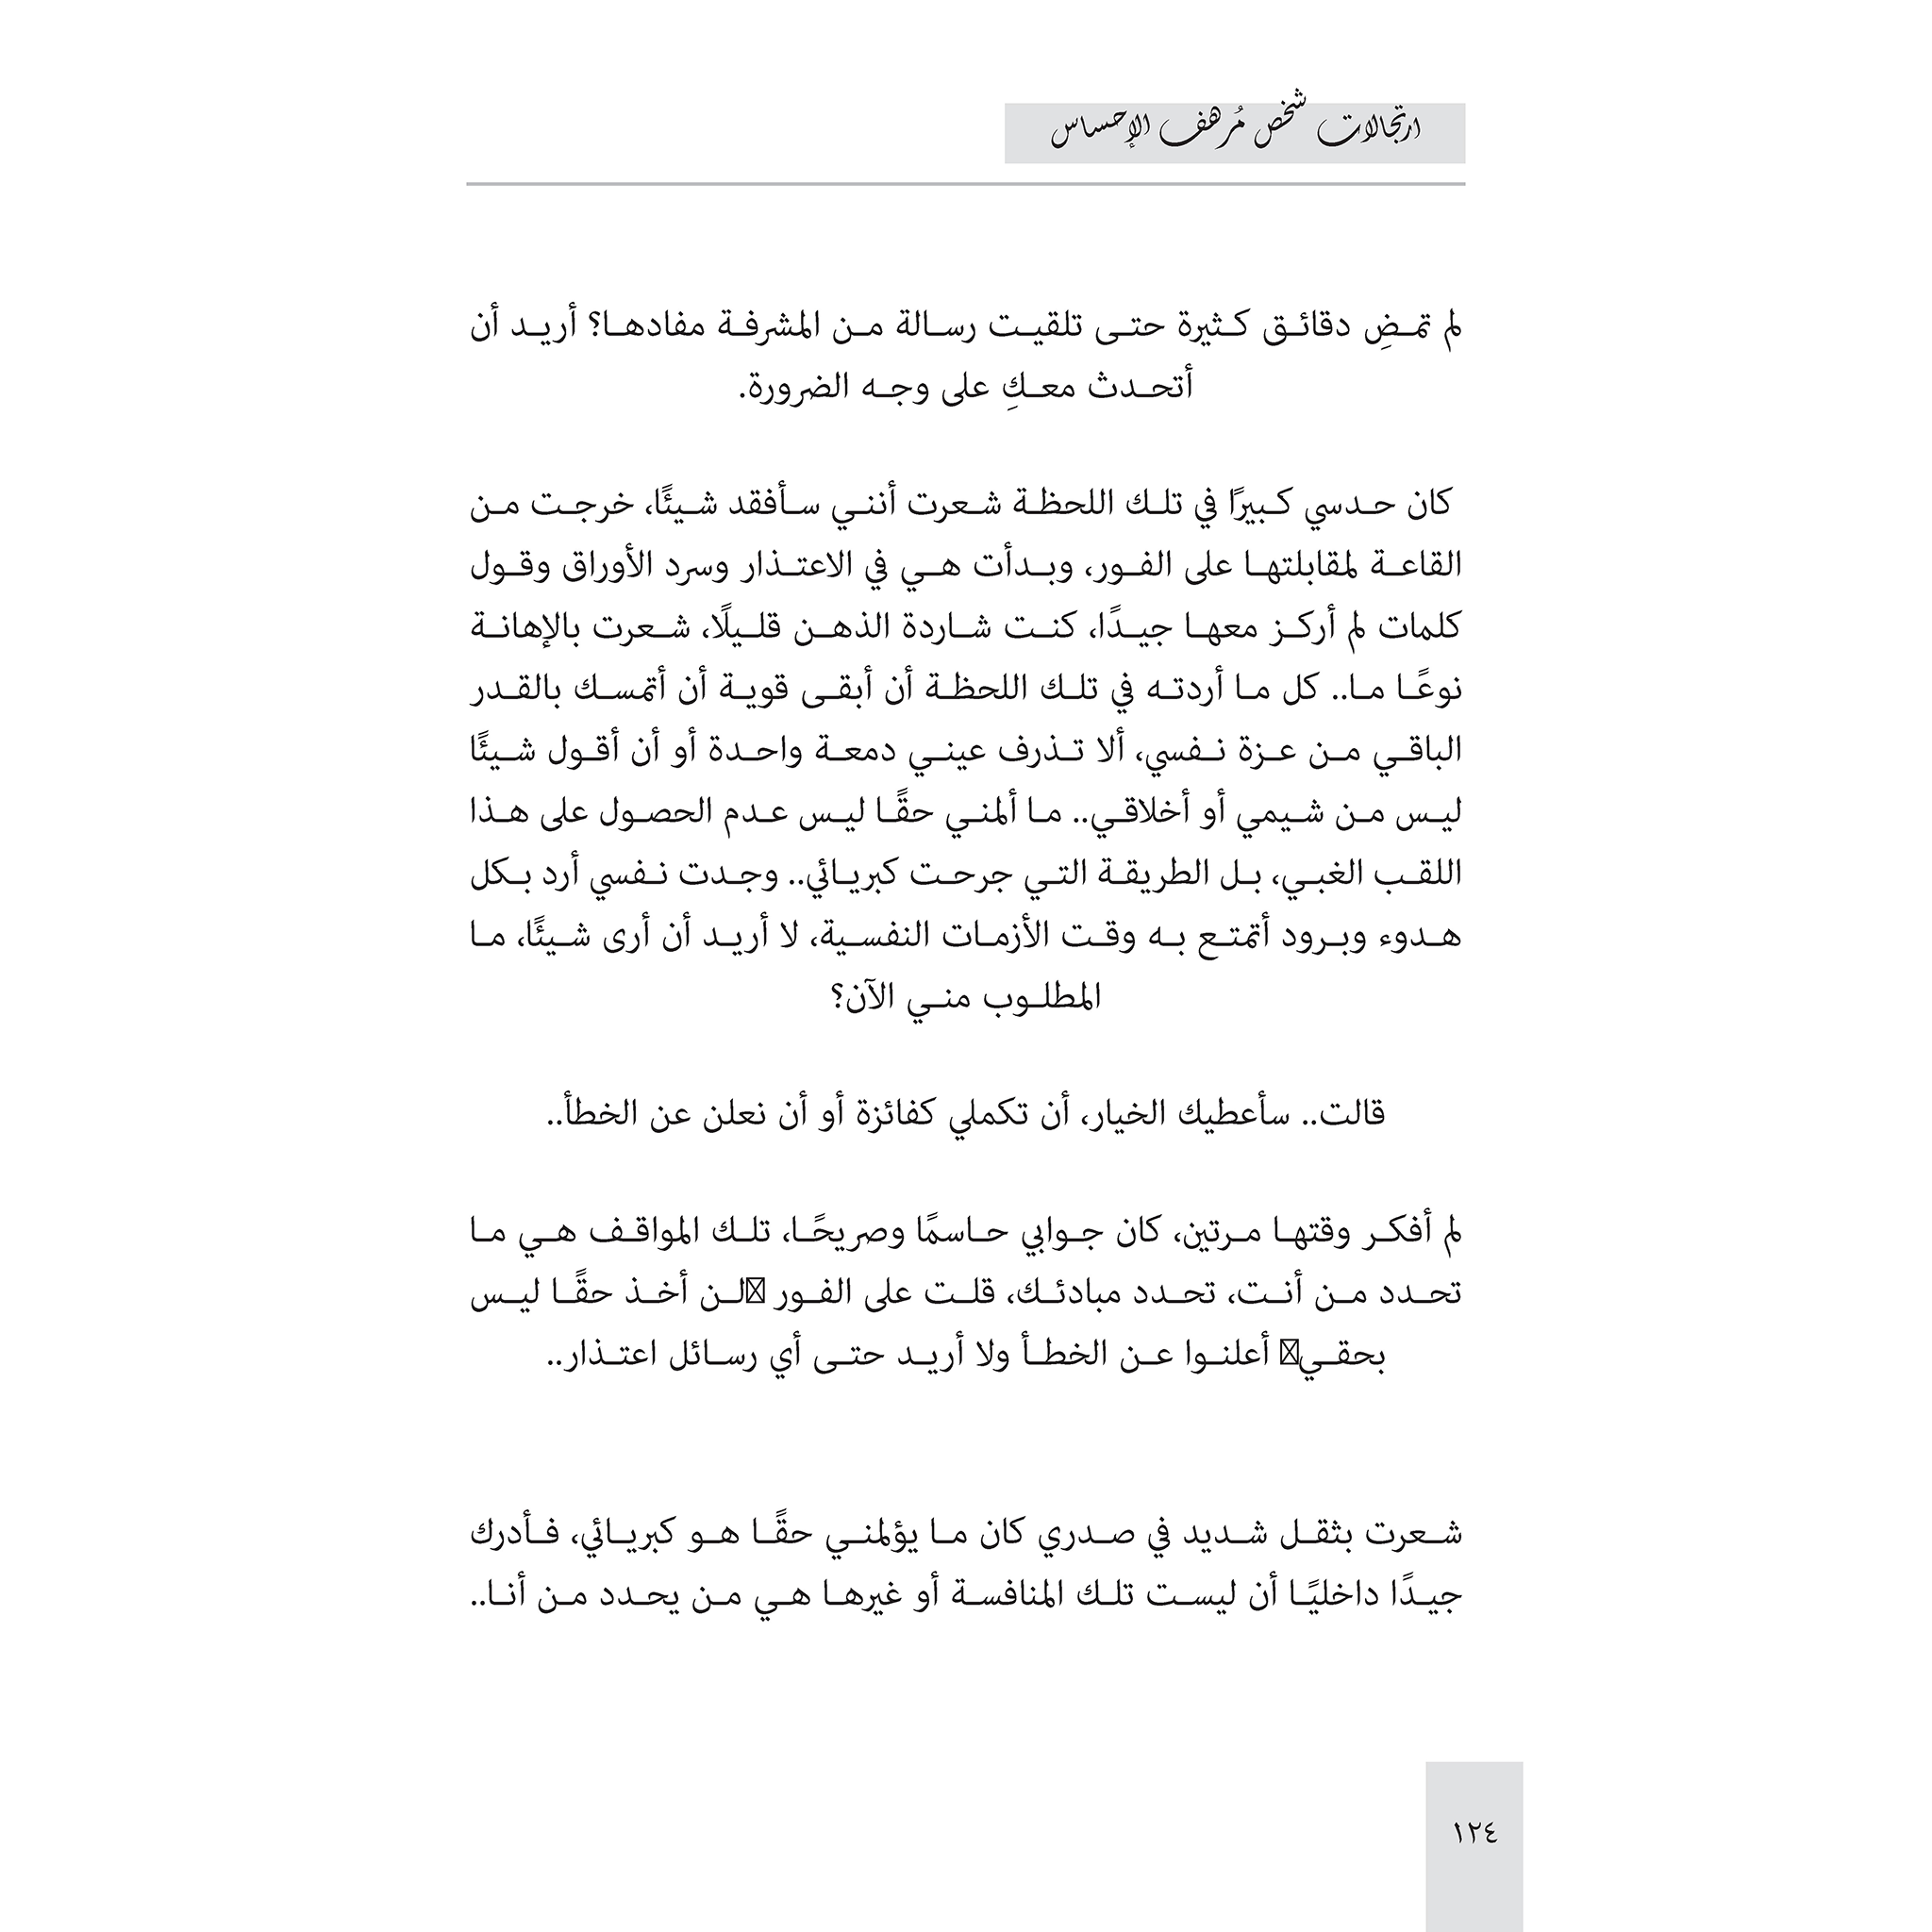 ارتجالات شخص مُرهف الإحساس
لم تمضِ دقائق كثيرة حتى تلقيت رسالة من المشرفة مفادها؟ أريد أن
أتحدث معكِ على وجه الضرورة.
كان حدسي كبيرًا في تلك اللحظة شعرت أنني سأفقد شيئًا، خرجت من
القاعة لمقابلتها على الفور، وبدأت هي في الاعتذار وسرد الأوراق وقول
كلمات لم أركز معها جيدًا، كنت شاردة الذهن قليلًا، شعرت بالإهانة
نوعًا ما.. كل ما أردته في تلك اللحظة أن أبقى قوية أن أتمسك بالقدر
الباقي من عزة نفسي، ألا تذرف عيني دمعة واحدة أو أن أقول شيئًا
ليس من شيمي أو أخلاقي.. ما ألمني حقًا ليس عدم الحصول على هذا
اللقب الغبي، بل الطريقة التي جرحت كبريائي.. وجدت نفسي أرد بكل
هدوء وبرود أتمتع به وقت الأزمات النفسية، لا أريد أن أرى شيئًا، ما
المطلوب مني الآن؟
قالت.. سأعطيك الخيار، أن تكملي كفائزة أو أن نعلن عن الخطأ..
لم أفكر وقتها مرتين، كان جوابي حاسمًا وصريحًا، تلك المواقف هي ما
تحدد من أنت، تحدد مبادئك، قلت على الفور لن أخذ حقًا ليس
بحقي أعلنوا عن الخطأ ولا أريد حتى أي رسائل اعتذار..
شعرت بثقل شديد في صدري كان ما يؤلمني حقًا هو كبريائي، فأدرك
جيدًا داخليًا أن ليست تلك المنافسة أو غيرها هي من يحدد من أنا..
١٢٤